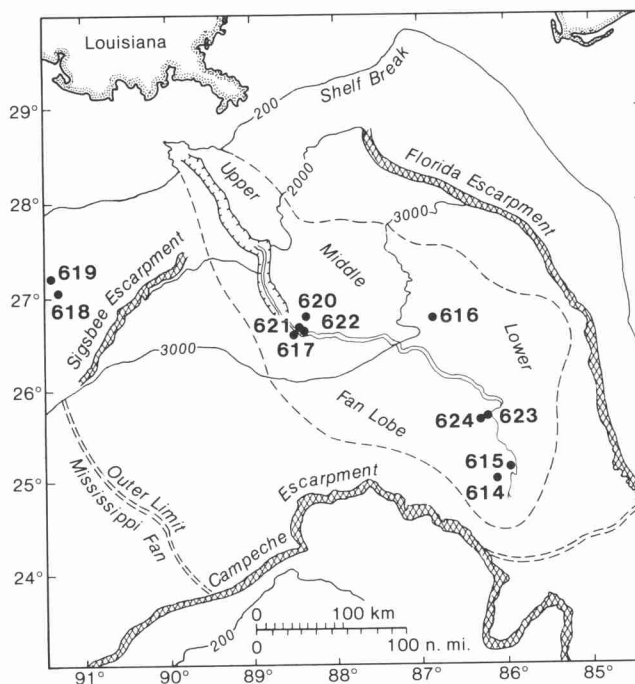 Louisiana
29°
28°
27°
26°
25°
24°
200
Shelf Break
Upper
2000
Florida Escarpment
3000
Middle
Sigsbee Escarpment
619
618
620
621
622
617
616
Lower
3000
Fan Lobe
624
623
615
614
Outer Limit
Mississippi Fan
Campeche
Escarpment
200
0 100 km
0 100 n. mi.
91° 90° 89° 88° 87° 86° 85°